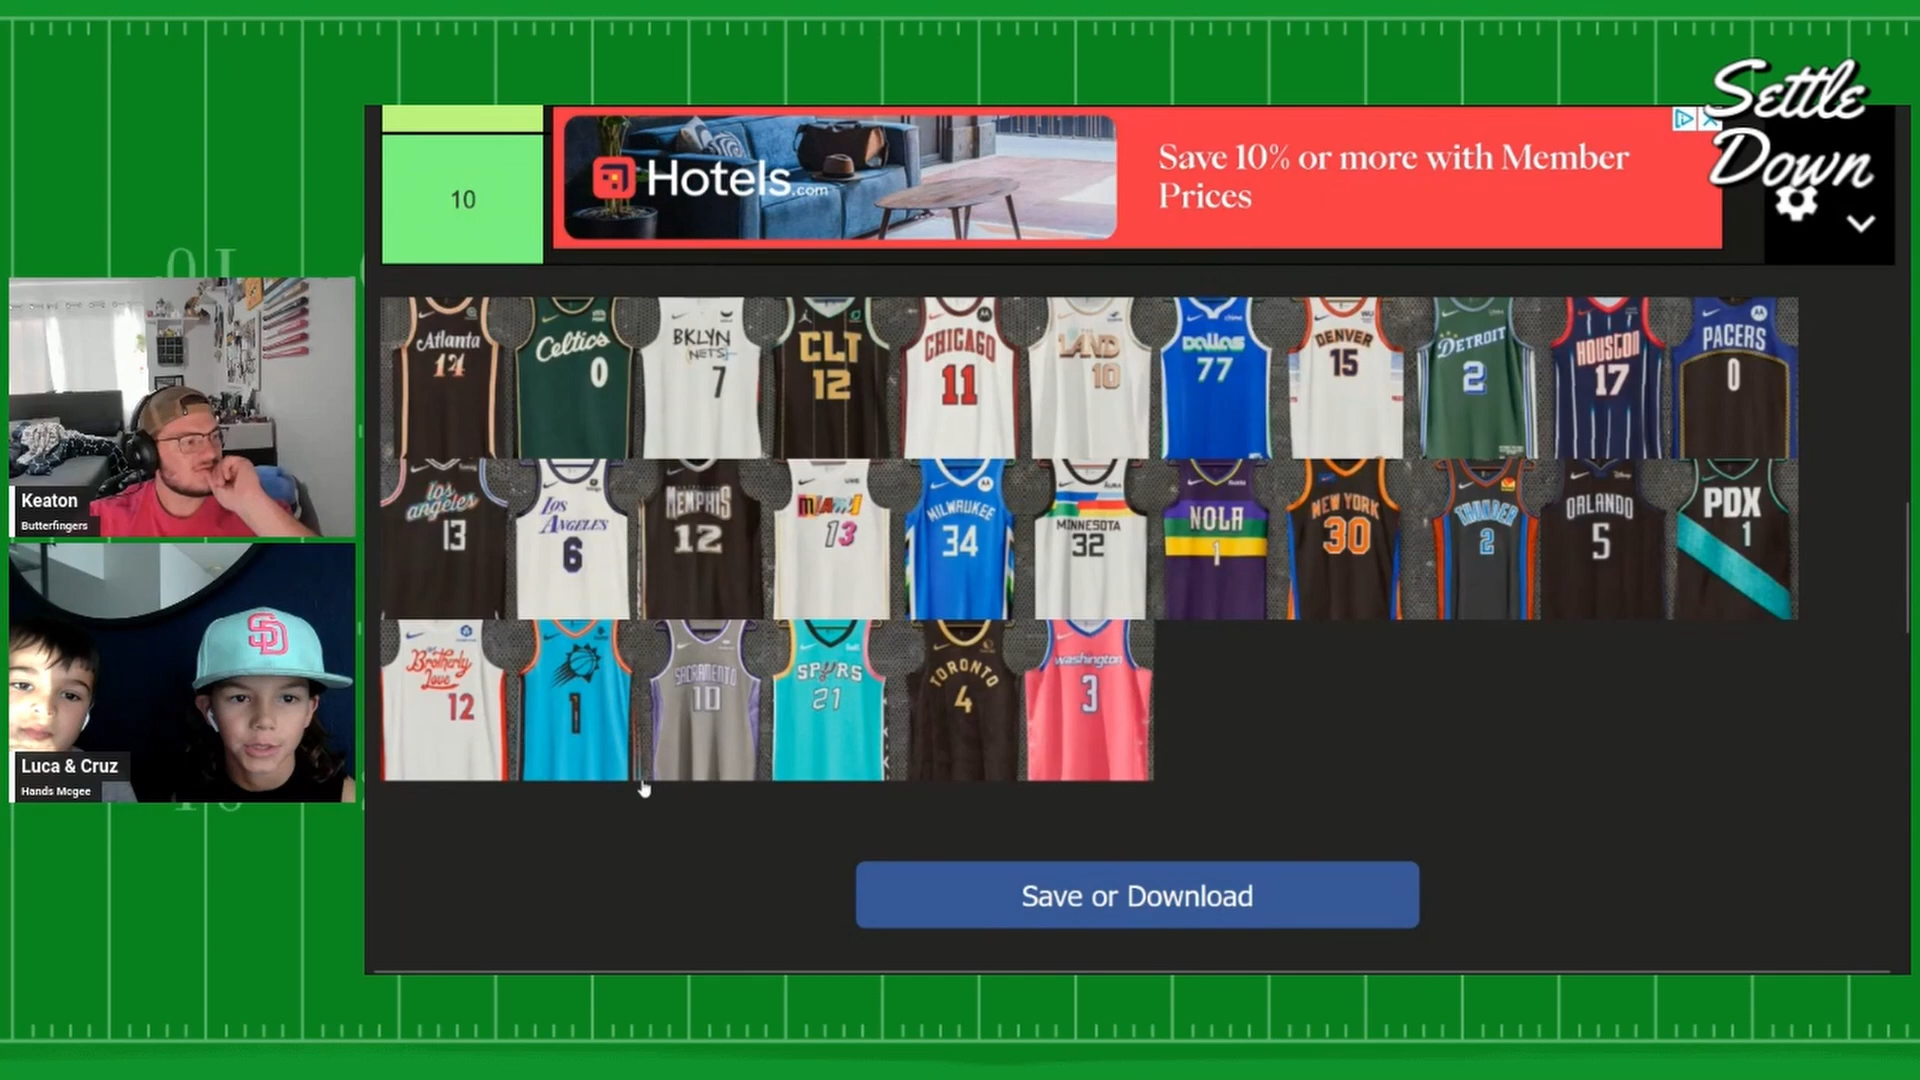 Settle
Down
10
Hotels.com
Save 10% or more with Member
Prices
Atlanta
Celtics
0
BKLYN
NETS
7
CLT
12
CHICAGO
11
LAND
10
Dallas
77
DENVER
15
WU
DETROIT
2
HOUSTON
17
PACERS
0
los
angeles
13
LOS
ANGELES
6
MEMPHIS
12
MIAMI
13
MILWAUKEE
34
MINNESOTA
32
NOLA
1
NEW YORK
30
THUNDER
2
ORLANDO
5
PDX
1
Brotherly
Love
12
1
SACRAMENTO
10
SPURS
21
TORONTO
4
washington
3
Keaton
Butterfingers
Luca & Cruz
Hands Mcgee
SD
Save or Download